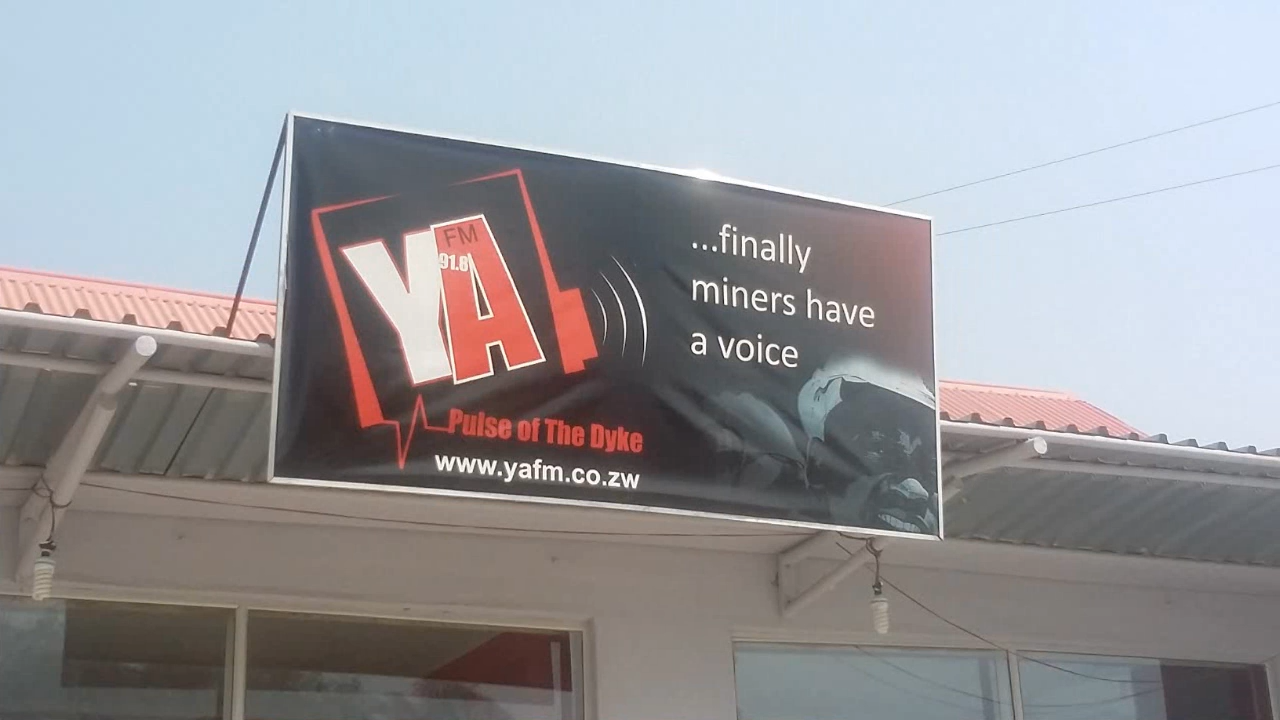 YA
FM
91.8
Pulse of The Dyke
www.yafm.co.zw
...finally
miners have
a voice